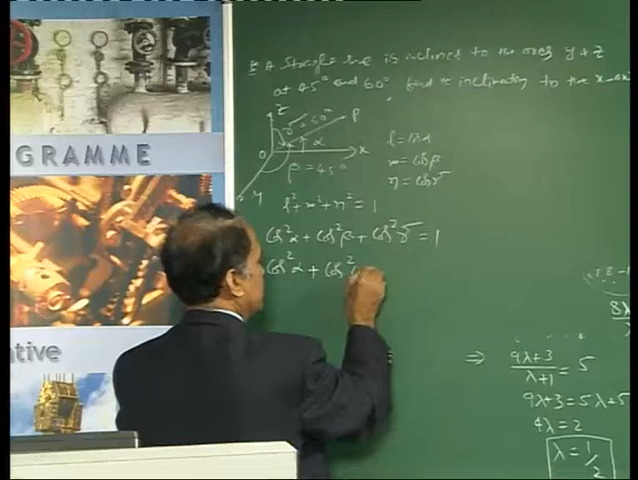 GRAMME
ative
A straight line is inclined to the axes y & z
at 45° and 60°, find its inclination to the x-axis
z
γ = 60° P
α
O x
β = 45°
y
l = cos α
m = cos β
n = cos γ
l² + m² + n² = 1
cos²α + cos²β + cos²γ = 1
cos²α + cos²
8λ
⇒ 9λ+3 / λ+1 = 5
9λ+3 = 5λ+5
4λ = 2
λ = 1/2